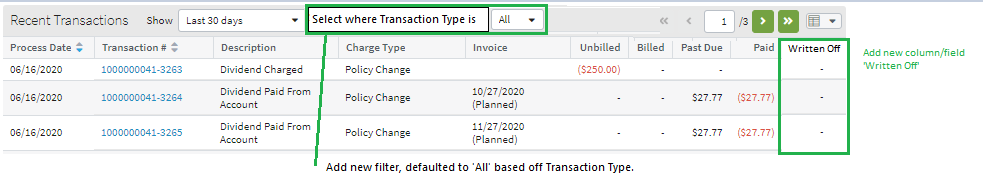 Recent Transactions Show Last 30 days Select where Transaction Type is All 1 /3
Process Date Transaction # Description Charge Type Invoice Unbilled Billed Past Due Paid Written Off
Add new column/field
'Written Off'
06/16/2020 1000000041-3263 Dividend Charged Policy Change ($250.00) - - - -
06/16/2020 1000000041-3264 Dividend Paid From Account Policy Change 10/27/2020 (Planned) - - $27.77 ($27.77) -
06/16/2020 1000000041-3265 Dividend Paid From Account Policy Change 11/27/2020 (Planned) - - $27.77 ($27.77) -
Add new filter, defaulted to 'All' based off Transaction Type.